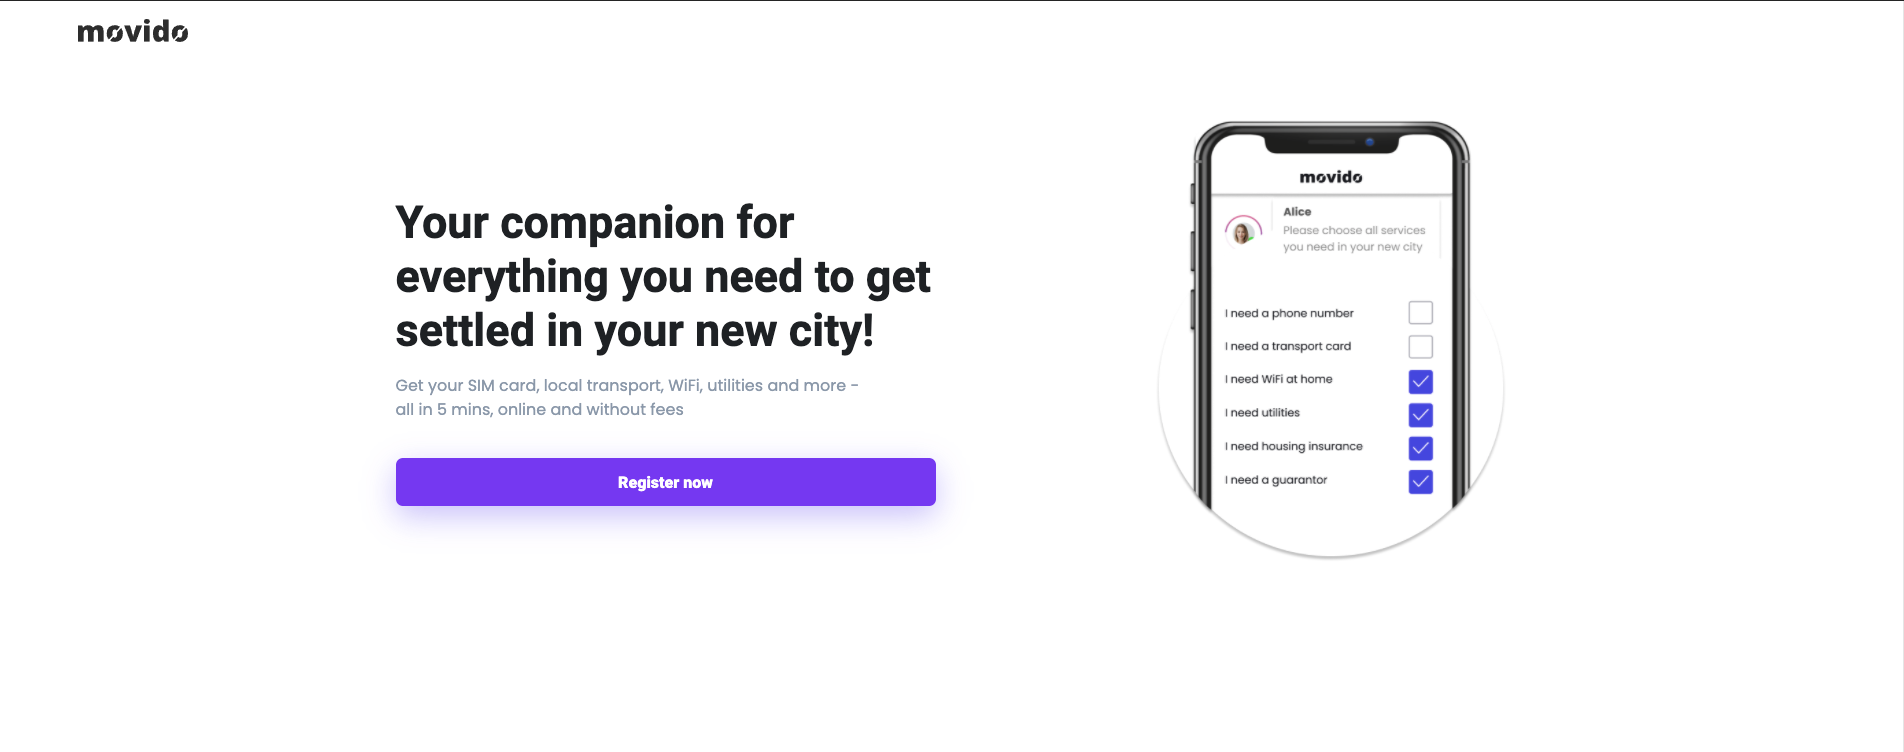 movido
Your companion for
everything you need to get
settled in your new city!
Get your SIM card, local transport, WiFi, utilities and more -
all in 5 mins, online and without fees
Register now
movido
Alice
Please choose all services
you need in your new city
I need a phone number
I need a transport card
I need WiFi at home
I need utilities
I need housing insurance
I need a guarantor